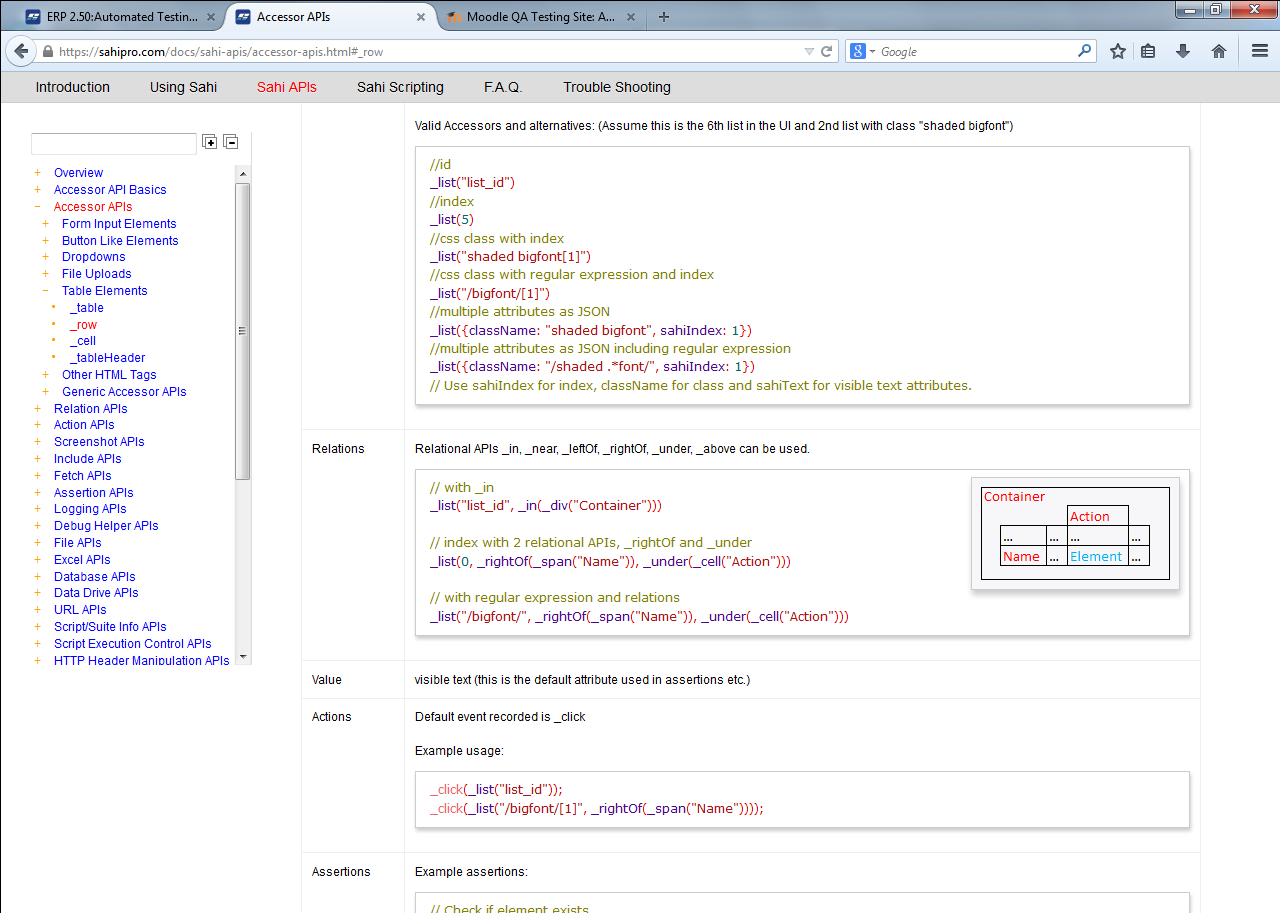 ERP 2.50:Automated Testin...
Accessor APIs
Moodle QA Testing Site: A...
https://sahipro.com/docs/sahi-apis/accessor-apis.html#_row
Google
Introduction
Using Sahi
Sahi APIs
Sahi Scripting
F.A.Q.
Trouble Shooting
Overview
Accessor API Basics
Accessor APIs
Form Input Elements
Button Like Elements
Dropdowns
File Uploads
Table Elements
_table
_row
_cell
_tableHeader
Other HTML Tags
Generic Accessor APIs
Relation APIs
Action APIs
Screenshot APIs
Include APIs
Fetch APIs
Assertion APIs
Logging APIs
Debug Helper APIs
File APIs
Excel APIs
Database APIs
Data Drive APIs
URL APIs
Script/Suite Info APIs
Script Execution Control APIs
HTTP Header Manipulation APIs
Valid Accessors and alternatives: (Assume this is the 6th list in the UI and 2nd list with class "shaded bigfont")
//id
_list("list_id")
//index
_list(5)
//css class with index
_list("shaded bigfont[1]")
//css class with regular expression and index
_list("/bigfont/[1]")
//multiple attributes as JSON
_list({className: "shaded bigfont", sahiIndex: 1})
//multiple attributes as JSON including regular expression
_list({className: "/shaded .*font/", sahiIndex: 1})
// Use sahiIndex for index, className for class and sahiText for visible text attributes.
Relations
Relational APIs _in, _near, _leftOf, _rightOf, _under, _above can be used.
// with _in
_list("list_id", _in(_div("Container")))
// index with 2 relational APIs, _rightOf and _under
_list(0, _rightOf(_span("Name")), _under(_cell("Action")))
// with regular expression and relations
_list("/bigfont/", _rightOf(_span("Name")), _under(_cell("Action")))
Container
Action
... ... ... ...
Name ... Element ...
Value
visible text (this is the default attribute used in assertions etc.)
Actions
Default event recorded is _click
Example usage:
_click(_list("list_id"));
_click(_list("/bigfont/[1]", _rightOf(_span("Name"))));
Assertions
Example assertions:
// Check if element exists